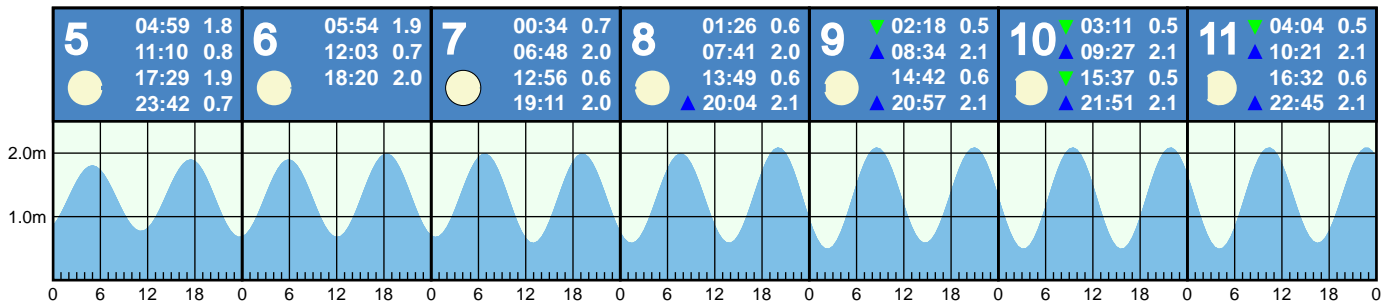 5
04:59 1.8
11:10 0.8
17:29 1.9
23:42 0.7
6
05:54 1.9
12:03 0.7
18:20 2.0
7
00:34 0.7
06:48 2.0
12:56 0.6
19:11 2.0
8
01:26 0.6
07:41 2.0
13:49 0.6
▲ 20:04 2.1
9
▼ 02:18 0.5
▲ 08:34 2.1
14:42 0.6
▲ 20:57 2.1
10
▼ 03:11 0.5
▲ 09:27 2.1
▼ 15:37 0.5
▲ 21:51 2.1
11
▼ 04:04 0.5
▲ 10:21 2.1
16:32 0.6
▲ 22:45 2.1
2.0m
1.0m
0 6 12 18 0 6 12 18 0 6 12 18 0 6 12 18 0 6 12 18 0 6 12 18 0 6 12 18 0